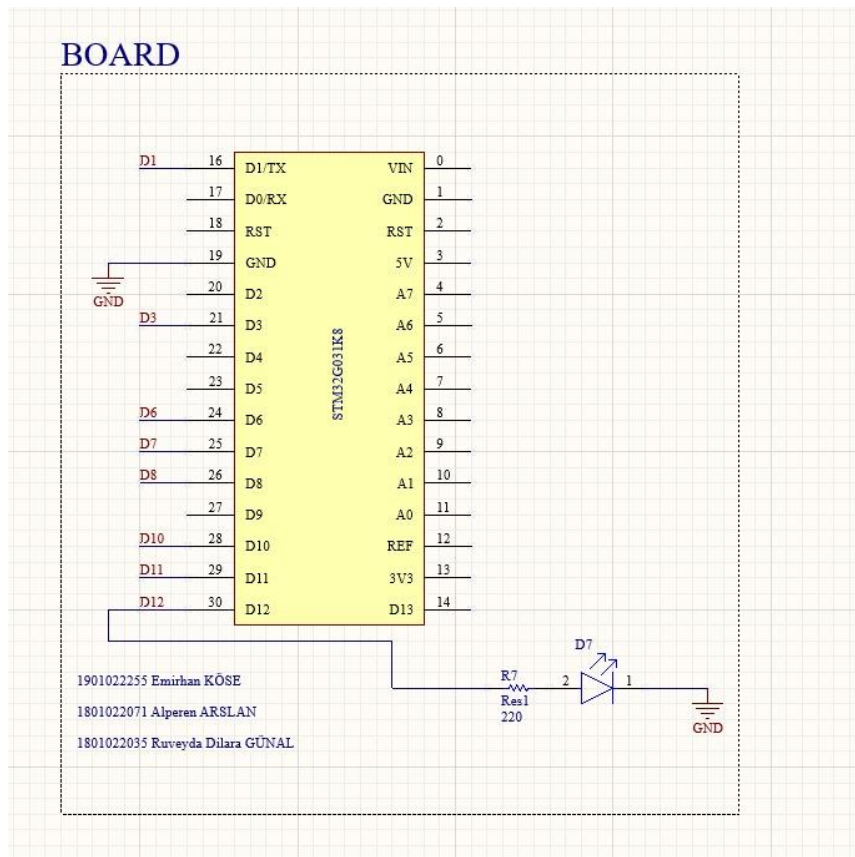 BOARD
D1 16 D1/TX VIN 0
17 D0/RX GND 1
18 RST RST 2
19 GND 5V 3
GND
20 D2 A7 4
D3 21 D3 A6 5
22 D4 A5 6
23 D5 A4 7
STM32G031K8
D6 24 D6 A3 8
D7 25 D7 A2 9
D8 26 D8 A1 10
27 D9 A0 11
D10 28 D10 REF 12
D11 29 D11 3V3 13
D12 30 D12 D13 14
D7
R7 2 1
Res1
220
GND
1901022255 Emirhan KÖSE
1801022071 Alperen ARSLAN
1801022035 Ruveyda Dilara GÜNAL